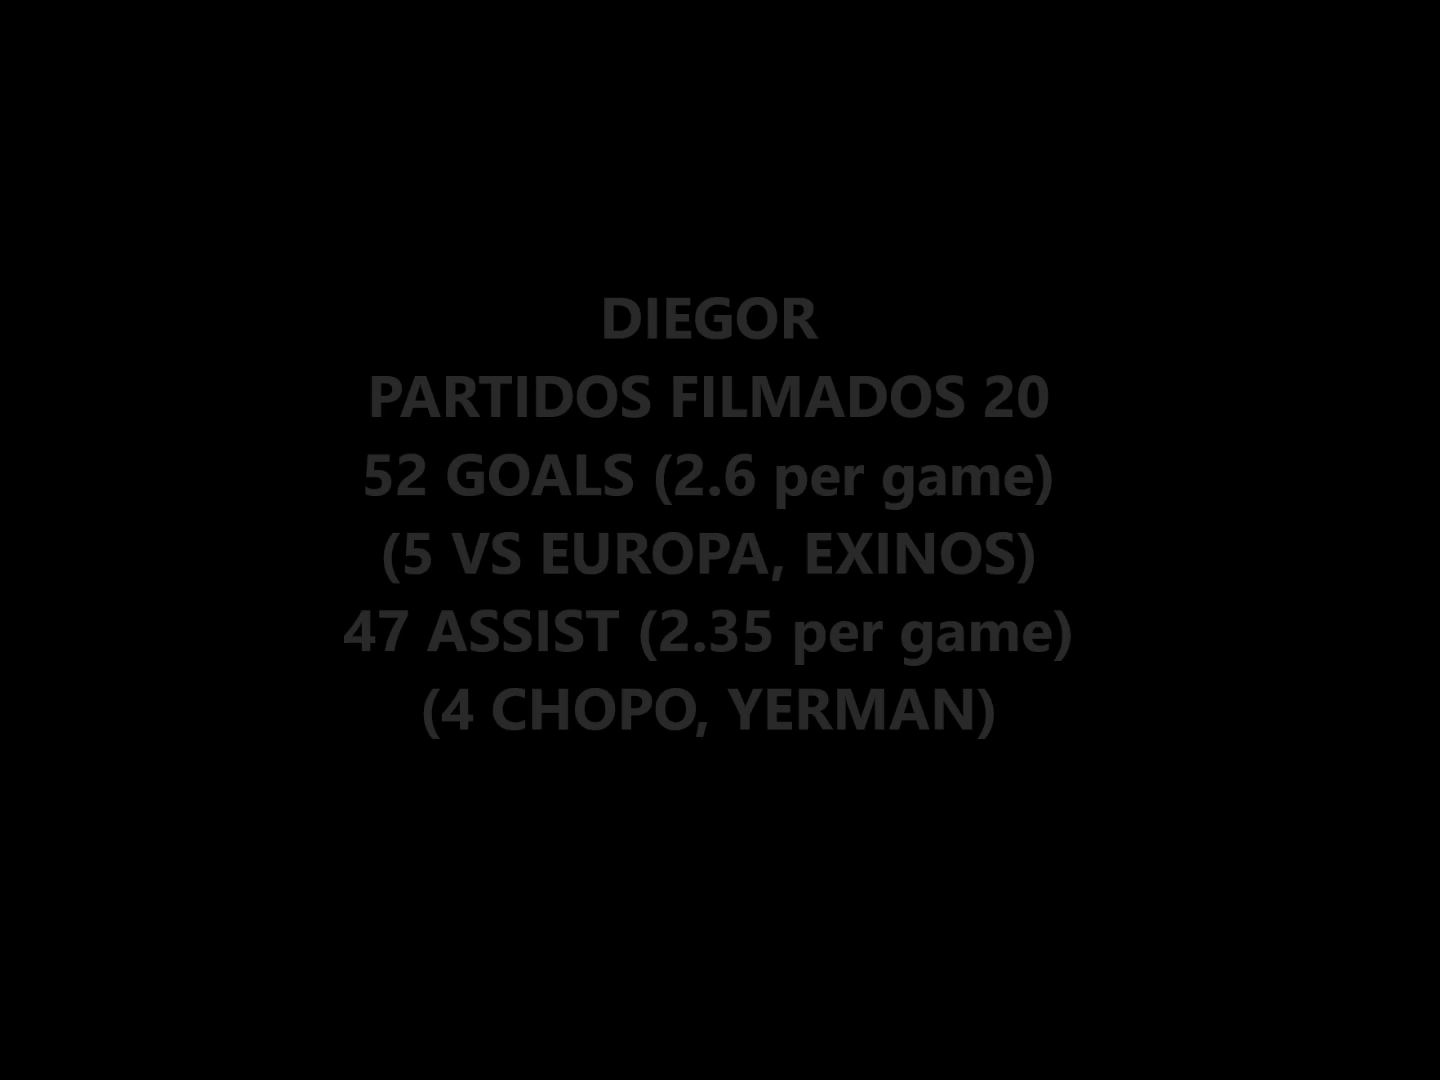 DIEGOR
PARTIDOS FILMADOS 20
52 GOALS (2.6 per game)
(5 VS EUROPA, EXINOS)
47 ASSIST (2.35 per game)
(4 CHOPO, YERMAN)